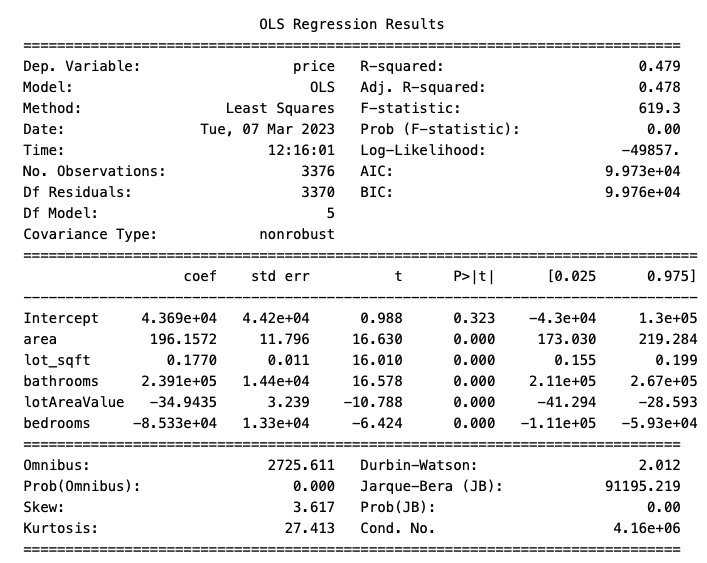 OLS Regression Results
==============================================================================
Dep. Variable: price R-squared: 0.479
Model: OLS Adj. R-squared: 0.478
Method: Least Squares F-statistic: 619.3
Date: Tue, 07 Mar 2023 Prob (F-statistic): 0.00
Time: 12:16:01 Log-Likelihood: -49857.
No. Observations: 3376 AIC: 9.973e+04
Df Residuals: 3370 BIC: 9.976e+04
Df Model: 5
Covariance Type: nonrobust
================================================================================
coef std err t P>|t| [0.025 0.975]
--------------------------------------------------------------------------------
Intercept 4.369e+04 4.42e+04 0.988 0.323 -4.3e+04 1.3e+05
area 196.1572 11.796 16.630 0.000 173.030 219.284
lot_sqft 0.1770 0.011 16.010 0.000 0.155 0.199
bathrooms 2.391e+05 1.44e+04 16.578 0.000 2.11e+05 2.67e+05
lotAreaValue -34.9435 3.239 -10.788 0.000 -41.294 -28.593
bedrooms -8.533e+04 1.33e+04 -6.424 0.000 -1.11e+05 -5.93e+04
==============================================================================
Omnibus: 2725.611 Durbin-Watson: 2.012
Prob(Omnibus): 0.000 Jarque-Bera (JB): 91195.219
Skew: 3.617 Prob(JB): 0.00
Kurtosis: 27.413 Cond. No. 4.16e+06
==============================================================================